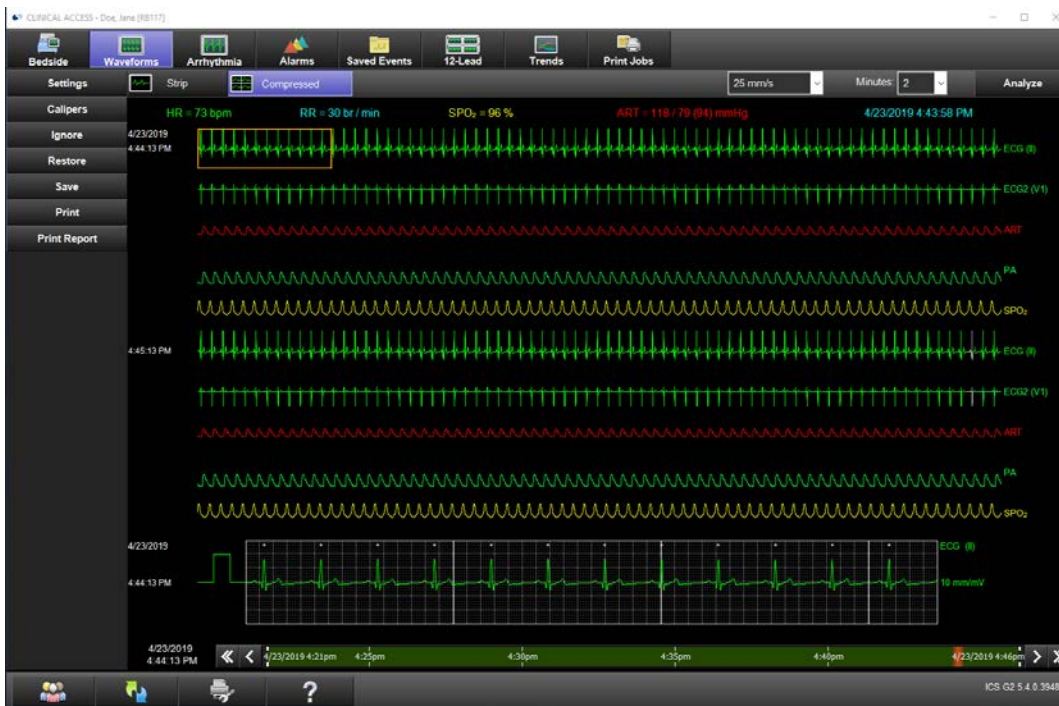 CLINICAL ACCESS - Doe, Jane [RB117]
Bedside Waveforms Arrhythmia Alarms Saved Events 12-Lead Trends Print Jobs
Settings Strip Compressed 25 mm/s Minutes: 2 Analyze
Calipers
HR = 73 bpm RR = 30 br / min SPO₂ = 96 % ART = 118 / 79 (94) mmHg 4/23/2019 4:43:58 PM
Ignore
4/23/2019
4:44:13 PM ECG (II)
Restore
Save ECG2 (V1)
Print
Print Report ART
PA
SPO₂
4:45:13 PM ECG (II)
ECG2 (V1)
ART
PA
SPO₂
4/23/2019 ECG (II)
4:44:13 PM 10 mm/mV
4/23/2019
4:44:13 PM
4/23/2019 4:21pm 4:25pm 4:30pm 4:35pm 4:40pm 4/23/2019 4:46pm
?
ICS G2 5.4.0.3948